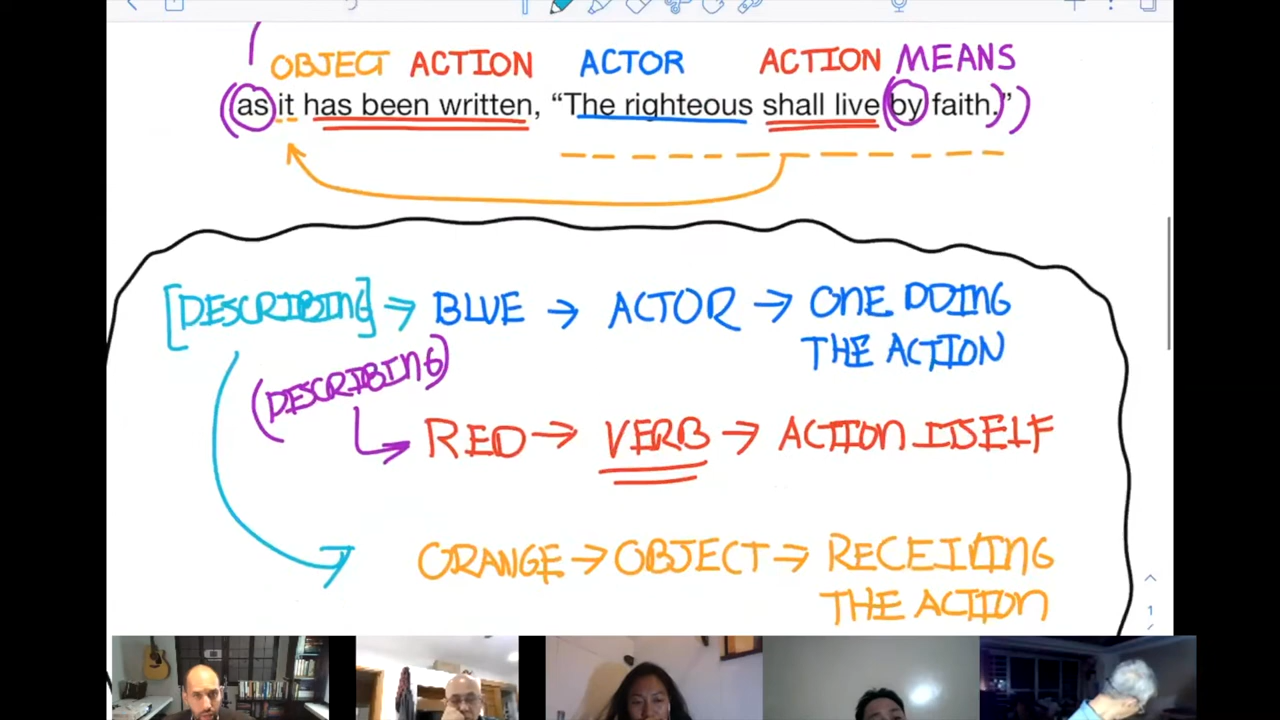 OBJECT ACTION ACTOR ACTION MEANS
(as it has been written, “The righteous shall live (by faith.)”)
[DESCRIBING] → BLUE → ACTOR → ONE DOING
THE ACTION
(DESCRIBING)
RED → VERB → ACTION ITSELF
ORANGE → OBJECT → RECEIVING
THE ACTION
1